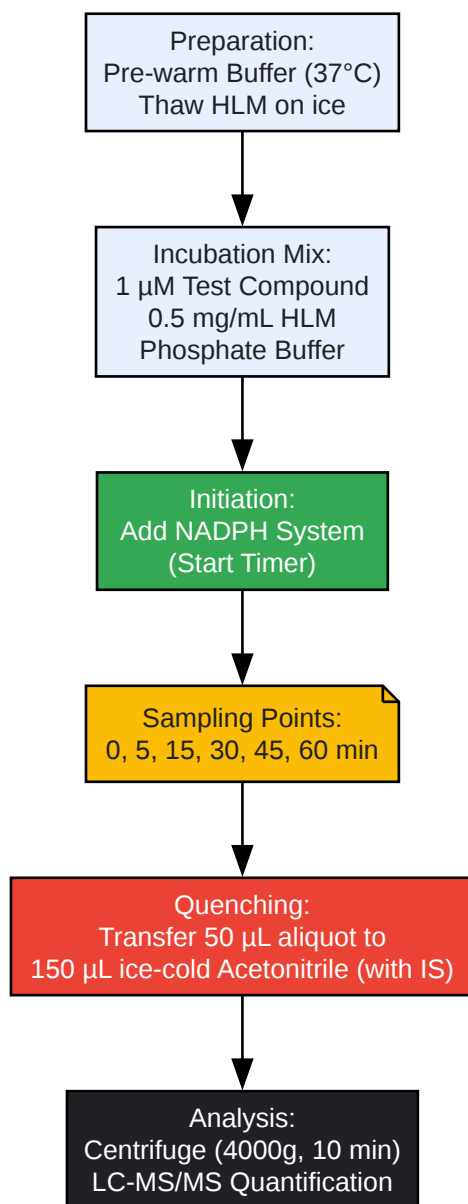 Preparation:
Pre-warm Buffer (37°C)
Thaw HLM on ice
Incubation Mix:
1 µM Test Compound
0.5 mg/mL HLM
Phosphate Buffer
Initiation:
Add NADPH System
(Start Timer)
Sampling Points:
0, 5, 15, 30, 45, 60 min
Quenching:
Transfer 50 µL aliquot to
150 µL ice-cold Acetonitrile (with IS)
Analysis:
Centrifuge (4000g, 10 min)
LC-MS/MS Quantification